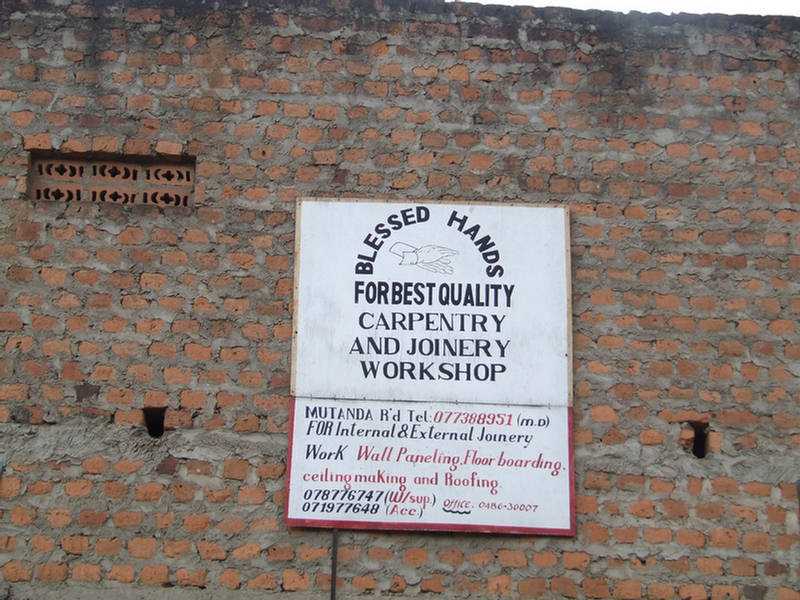 BLESSED HANDS
FOR BEST QUALITY
CARPENTRY
AND JOINERY
WORKSHOP
MUTANDA R'd Tel: 077388951 (m.D)
FOR Internal & External Joinery
Work Wall Paneling, Floor boarding,
ceiling making and Roofing.
078776747 (W/sup.) OFFICE. 0486-30007
071977648 (Acc.)